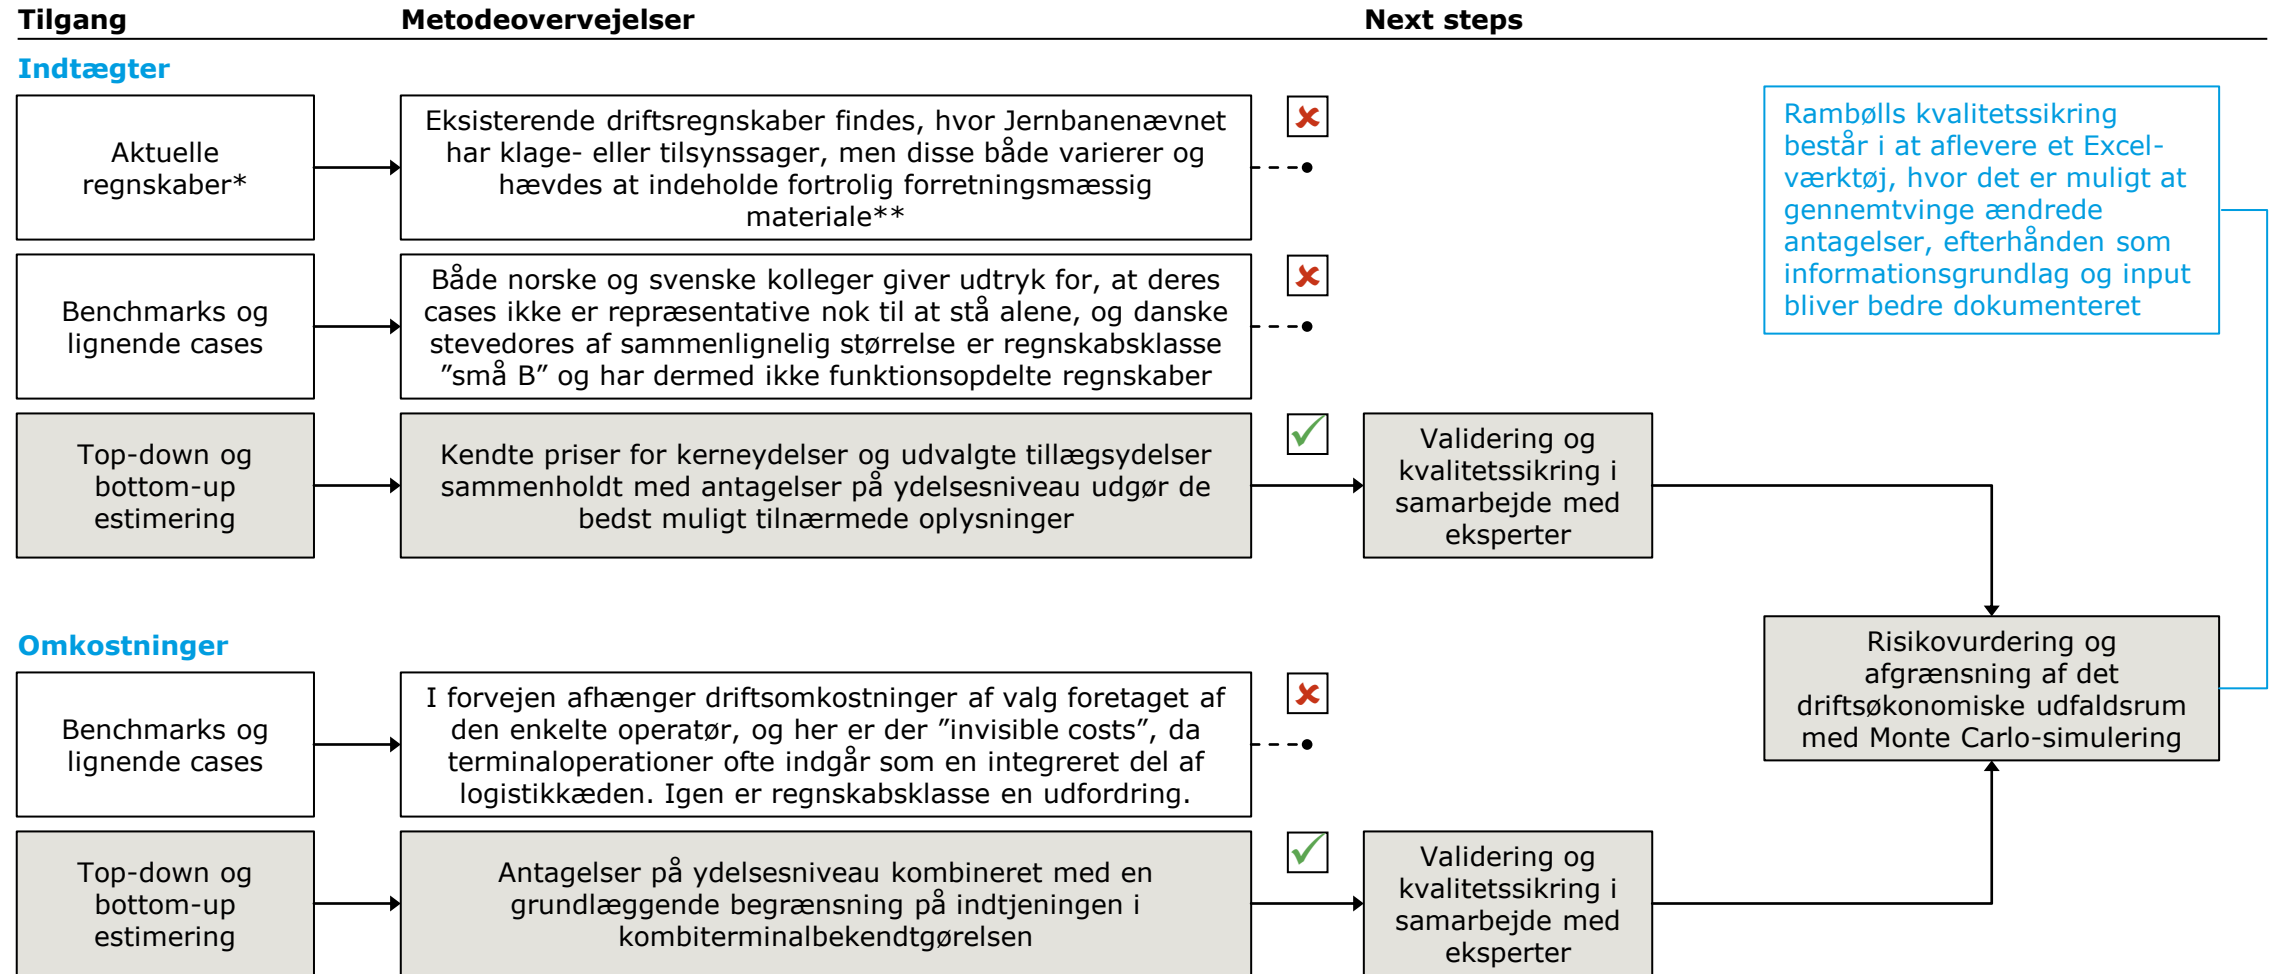 Tilgang
Metodeovervejelser
Next steps
Indtægter
Aktuelle
regnskaber*
Eksisterende driftsregnskaber findes, hvor Jernbanenævnet
har klage- eller tilsynssager, men disse både varierer og
hævdes at indeholde fortrolig forretningsmæssig
materiale**
Rambølls kvalitetssikring
består i at aflevere et Excel-
værktøj, hvor det er muligt at
gennemtvinge ændrede
antagelser, efterhånden som
informationsgrundlag og input
bliver bedre dokumenteret
Benchmarks og
lignende cases
Både norske og svenske kolleger giver udtryk for, at deres
cases ikke er repræsentative nok til at stå alene, og danske
stevedores af sammenlignelig størrelse er regnskabsklasse
”små B” og har dermed ikke funktionsopdelte regnskaber
Top-down og
bottom-up
estimering
Kendte priser for kerneydelser og udvalgte tillægsydelser
sammenholdt med antagelser på ydelsesniveau udgør de
bedst muligt tilnærmede oplysninger
Validering og
kvalitetssikring i
samarbejde med
eksperter
Omkostninger
Risikovurdering og
afgrænsning af det
driftsøkonomiske udfaldsrum
med Monte Carlo-simulering
Benchmarks og
lignende cases
I forvejen afhænger driftsomkostninger af valg foretaget af
den enkelte operatør, og her er der ”invisible costs”, da
terminaloperationer ofte indgår som en integreret del af
logistikkæden. Igen er regnskabsklasse en udfordring.
Top-down og
bottom-up
estimering
Antagelser på ydelsesniveau kombineret med en
grundlæggende begrænsning på indtjeningen i
kombiterminalbekendtgørelsen
Validering og
kvalitetssikring i
samarbejde med
eksperter